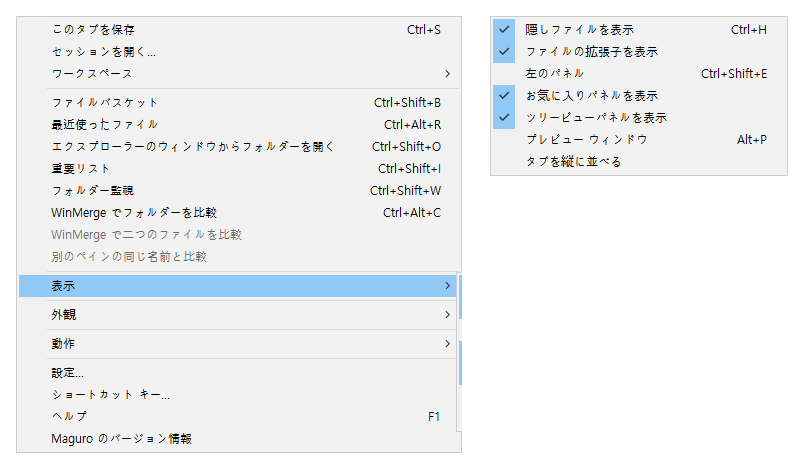 このタブを保存 Ctrl+S
セッションを開く...
ワークスペース
ファイルバスケット Ctrl+Shift+B
最近使ったファイル Ctrl+Alt+R
エクスプローラーのウィンドウからフォルダーを開く Ctrl+Shift+O
重要リスト Ctrl+Shift+I
フォルダー監視 Ctrl+Shift+W
WinMerge でフォルダーを比較 Ctrl+Alt+C
WinMerge で二つのファイルを比較
別のペインの同じ名前と比較
表示
外観
動作
設定...
ショートカット キー...
ヘルプ F1
Maguro のバージョン情報
隠しファイルを表示 Ctrl+H
ファイルの拡張子を表示
左のパネル Ctrl+Shift+E
お気に入りパネルを表示
ツリービューパネルを表示
プレビュー ウィンドウ Alt+P
タブを縦に並べる